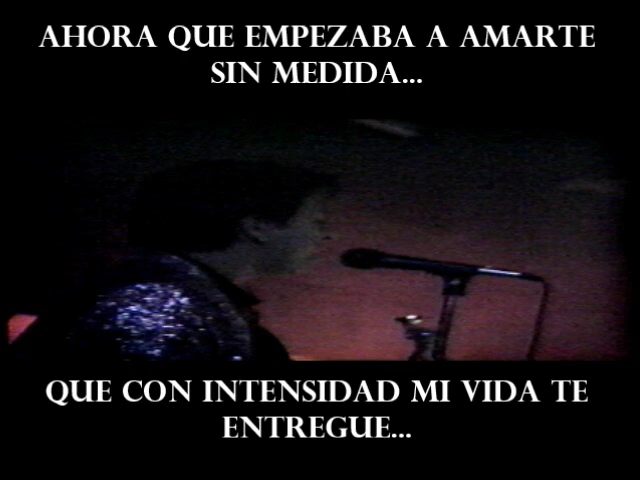 AHORA QUE EMPEZABA A AMARTE
SIN MEDIDA...
QUE CON INTENSIDAD MI VIDA TE
ENTREGUE...